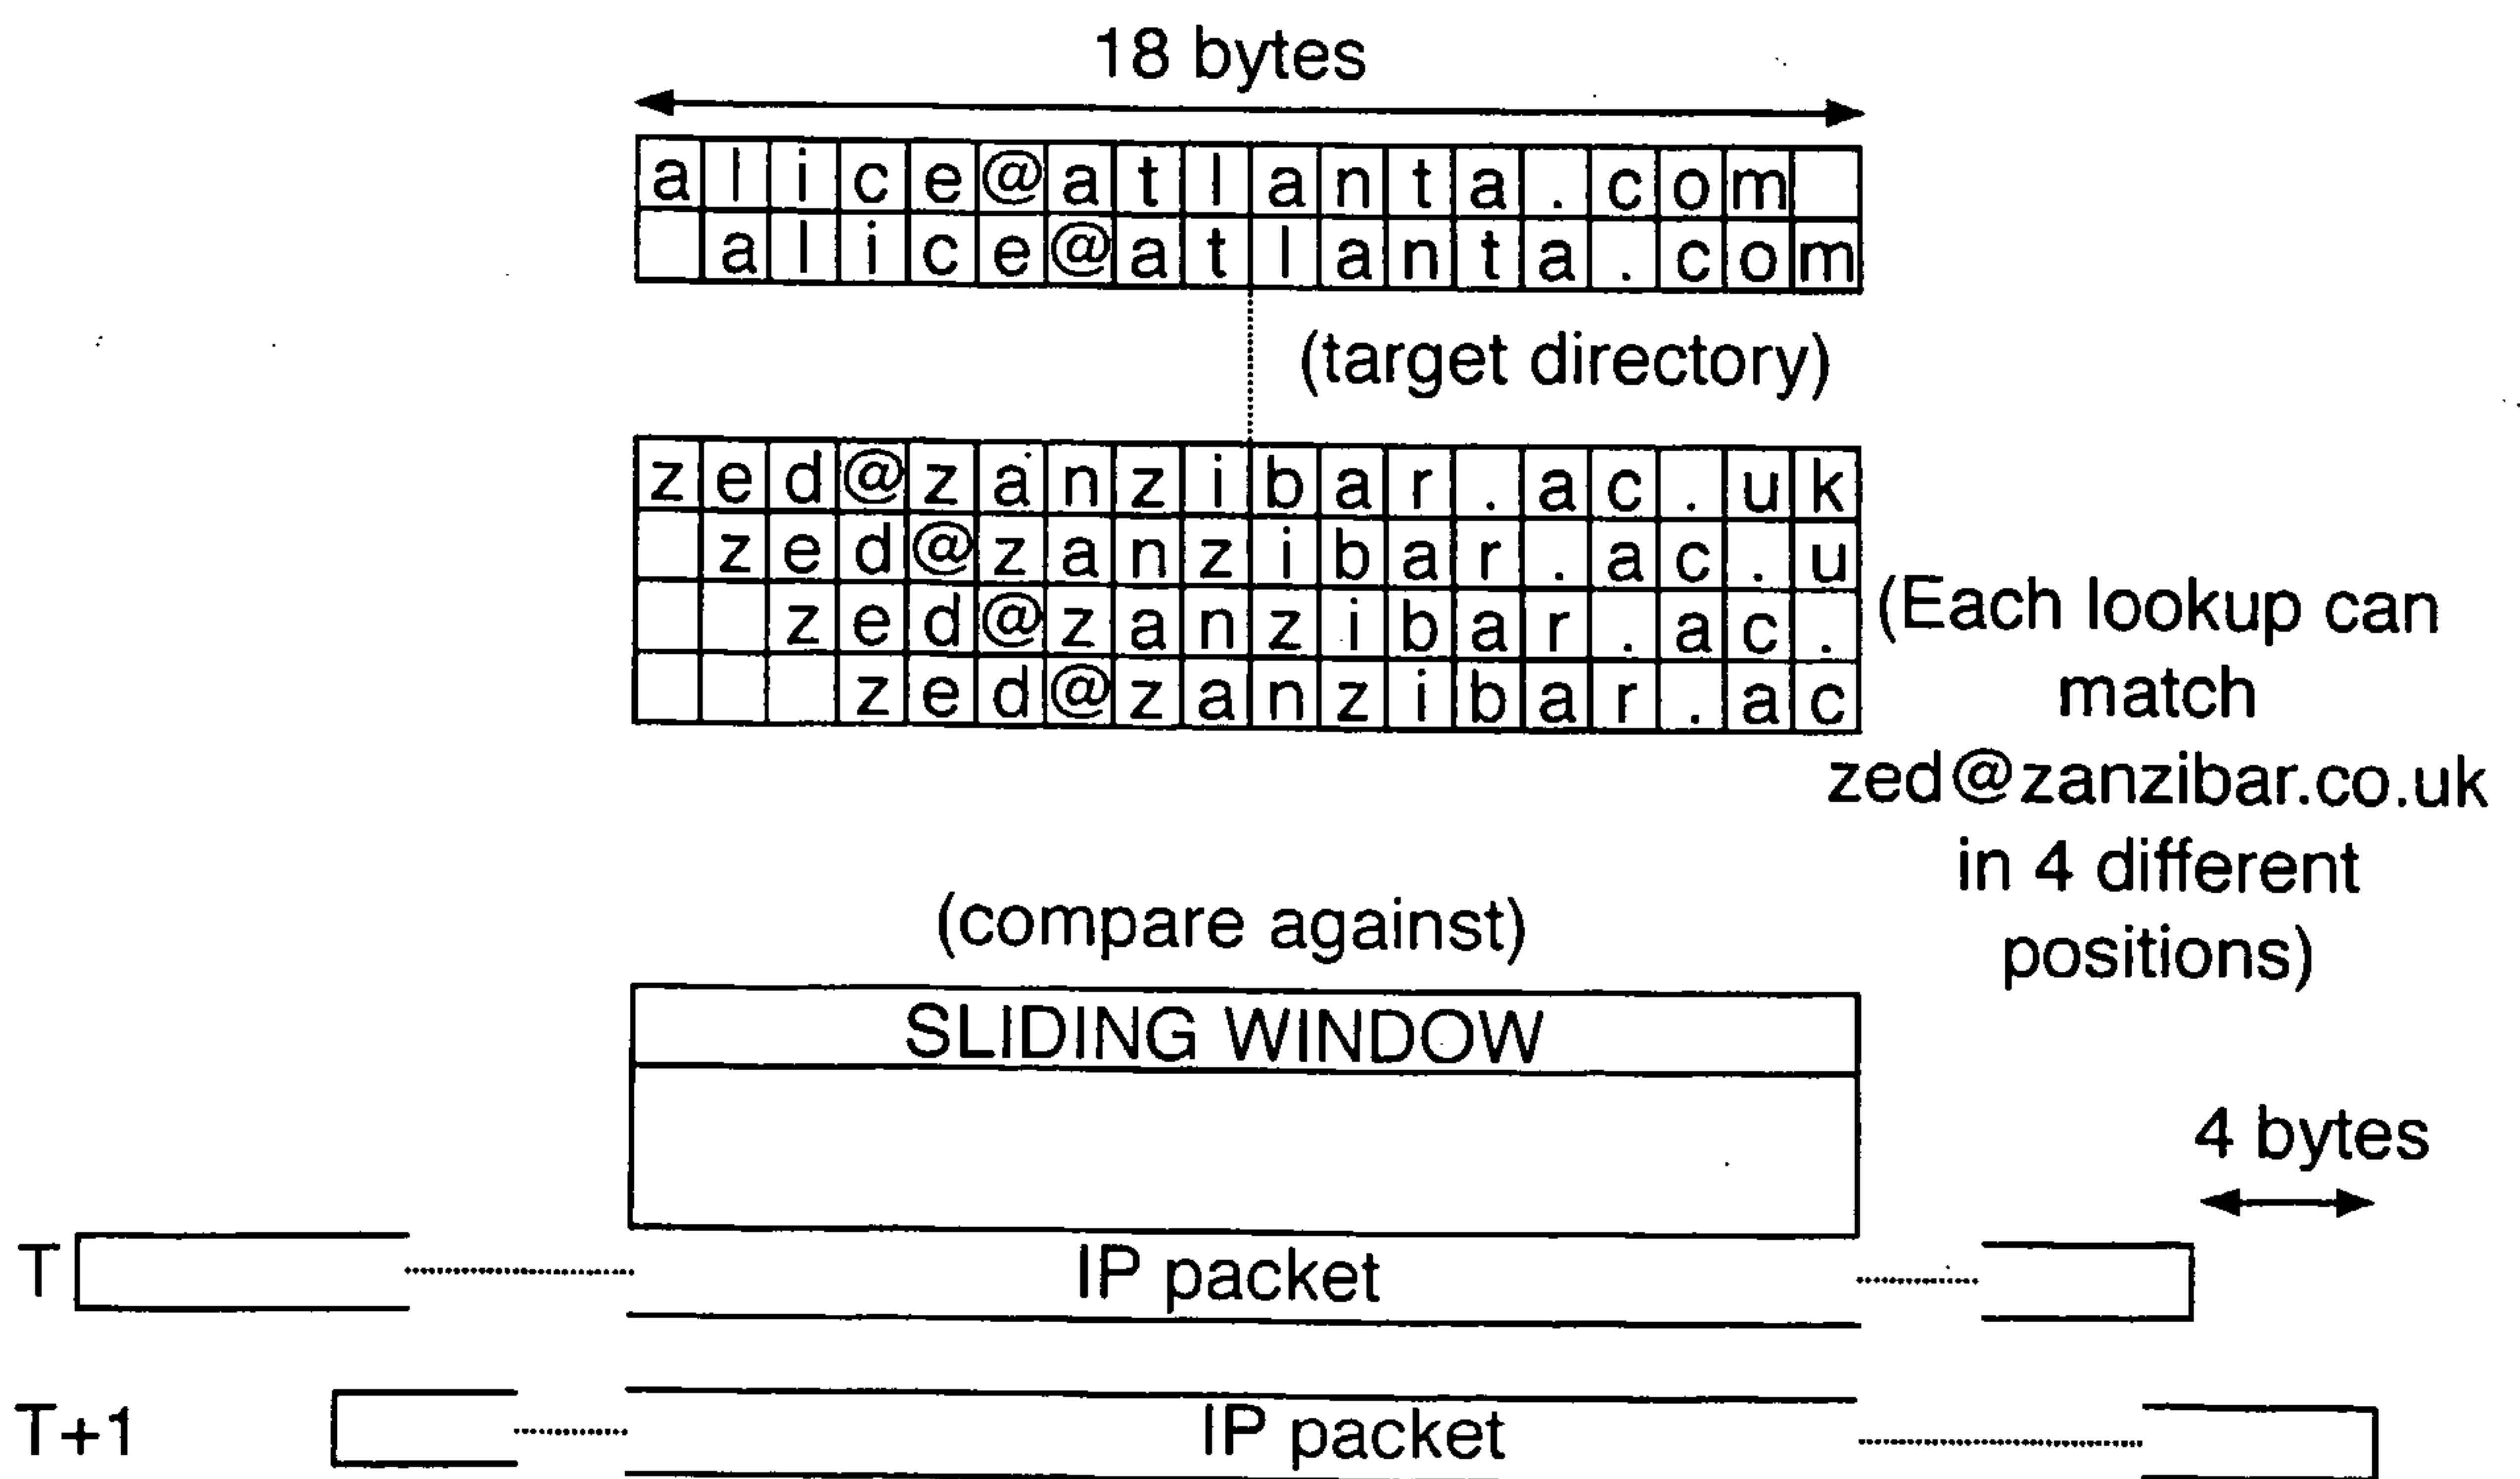 18 bytes
alice@atlanta.com
alice@atlanta.com
(target directory)
zed@zanzibar.ac.uk
zed@zanzibar.ac.u
zed@zanzibar.ac.
zed@zanzibar.ac
(Each lookup can
match
zed@zanzibar.co.uk
in 4 different
positions)
(compare against)
SLIDING WINDOW
4 bytes
T
IP packet
T+1
IP packet